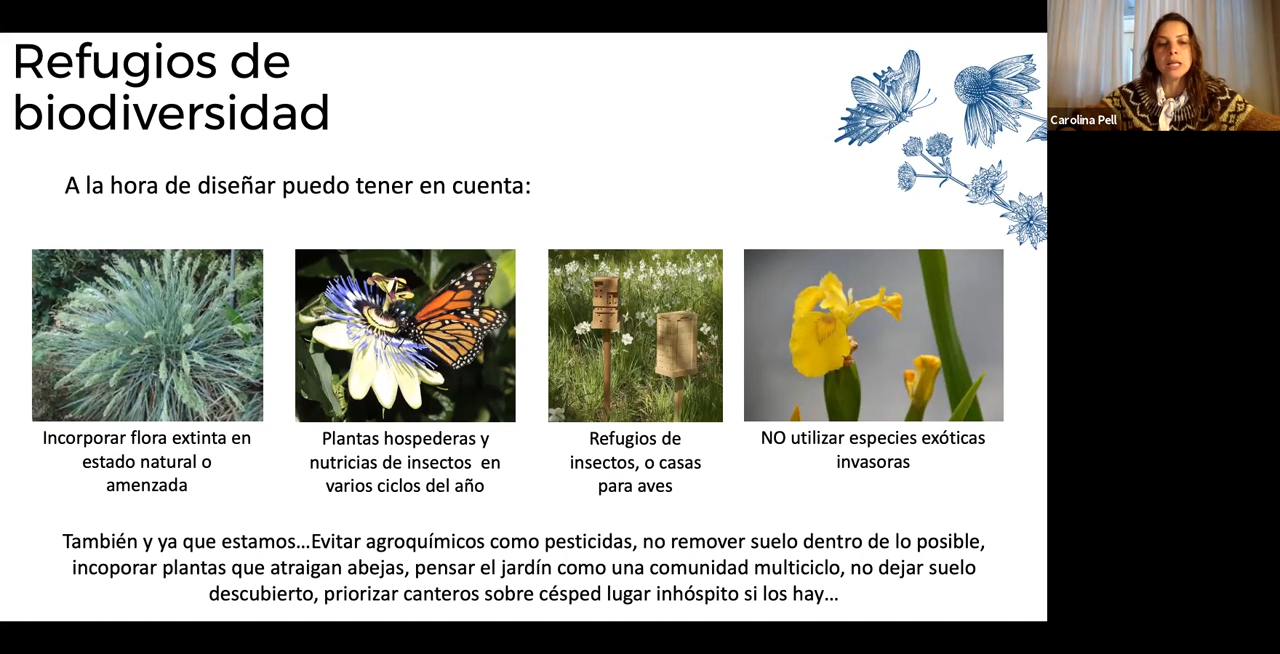 Refugios de
biodiversidad
Carolina Pell
A la hora de diseñar puedo tener en cuenta:
Incorporar flora extinta en
estado natural o
amenzada
Plantas hospederas y
nutricias de insectos en
varios ciclos del año
Refugios de
insectos, o casas
para aves
NO utilizar especies exóticas
invasoras
También y ya que estamos...Evitar agroquímicos como pesticidas, no remover suelo dentro de lo posible,
incoporar plantas que atraigan abejas, pensar el jardín como una comunidad multiciclo, no dejar suelo
descubierto, priorizar canteros sobre césped lugar inhóspito si los hay...